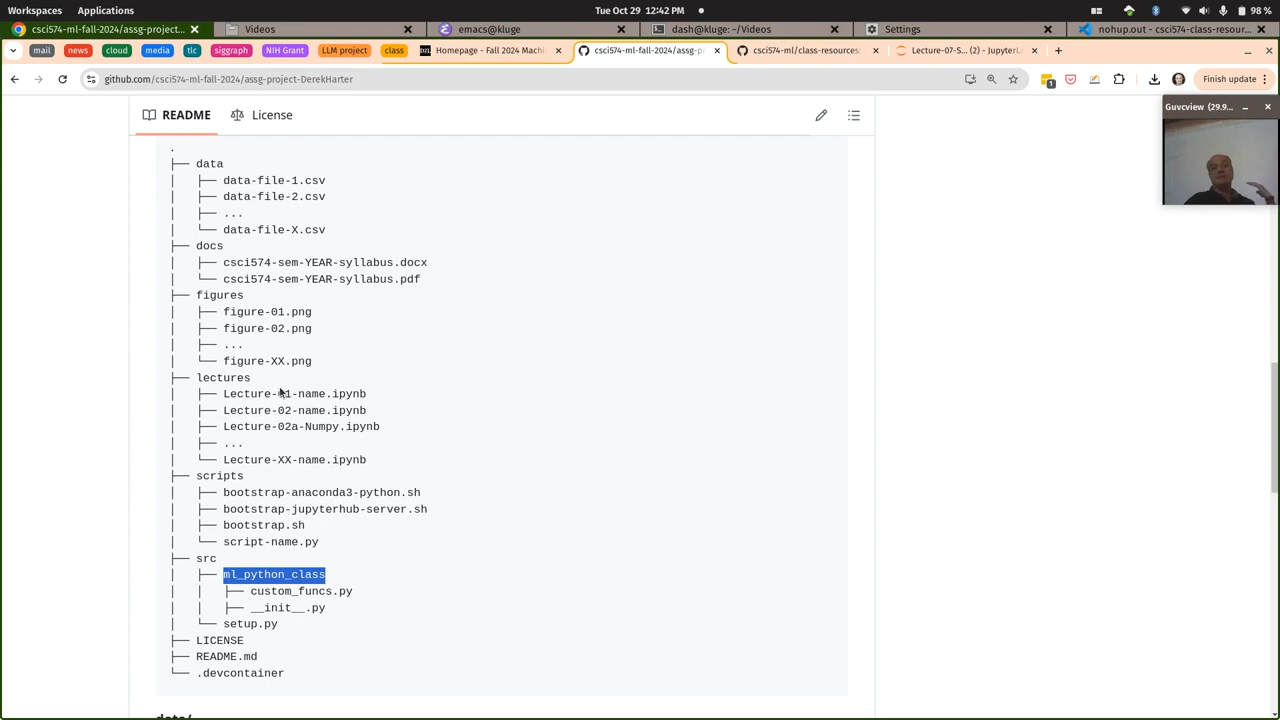 Workspaces Applications Tue Oct 29 12:42 PM 98 %
csci574-ml-fall-2024/assg-project... Videos emacs@kluge dash@kluge: ~/Videos Settings nohup.out - csci574-class-resour...
mail news cloud media tlc siggraph NIH Grant LLM project class Homepage - Fall 2024 Machi csci574-ml-fall-2024/assg-p csci574-ml/class-resources: Lecture-07-S... (2) - JupyterL
github.com/csci574-ml-fall-2024/assg-project-DerekHarter 1 Finish update
Guvcview (29.9...
README License
.
├── data
│   ├── data-file-1.csv
│   ├── data-file-2.csv
│   ├── ...
│   └── data-file-X.csv
├── docs
│   ├── csci574-sem-YEAR-syllabus.docx
│   └── csci574-sem-YEAR-syllabus.pdf
├── figures
│   ├── figure-01.png
│   ├── figure-02.png
│   ├── ...
│   └── figure-XX.png
├── lectures
│   ├── Lecture-01-name.ipynb
│   ├── Lecture-02-name.ipynb
│   ├── Lecture-02a-Numpy.ipynb
│   ├── ...
│   └── Lecture-XX-name.ipynb
├── scripts
│   ├── bootstrap-anaconda3-python.sh
│   ├── bootstrap-jupyterhub-server.sh
│   ├── bootstrap.sh
│   └── script-name.py
├── src
│   ├── ml_python_class
│   │   ├── custom_funcs.py
│   │   ├── __init__.py
│   └── setup.py
├── LICENSE
├── README.md
└── .devcontainer
data/